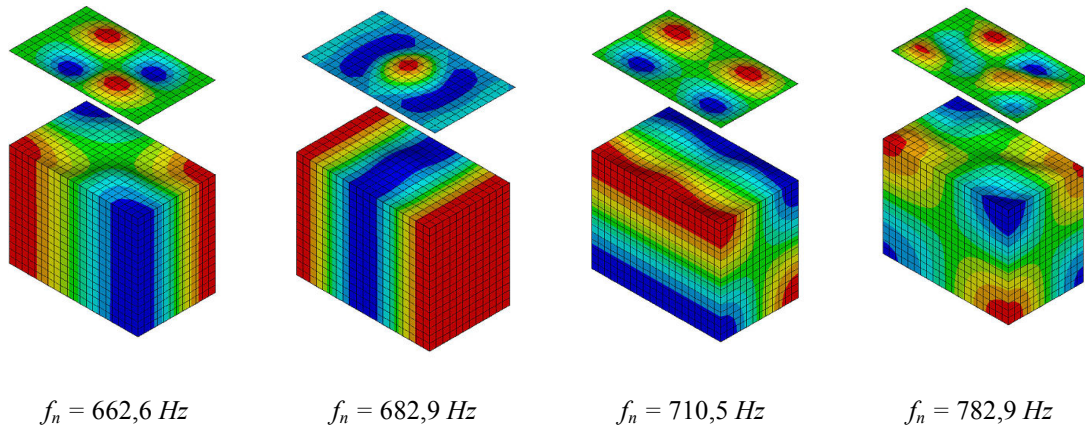 fn = 662,6 Hz
fn = 682,9 Hz
fn = 710,5 Hz
fn = 782,9 Hz